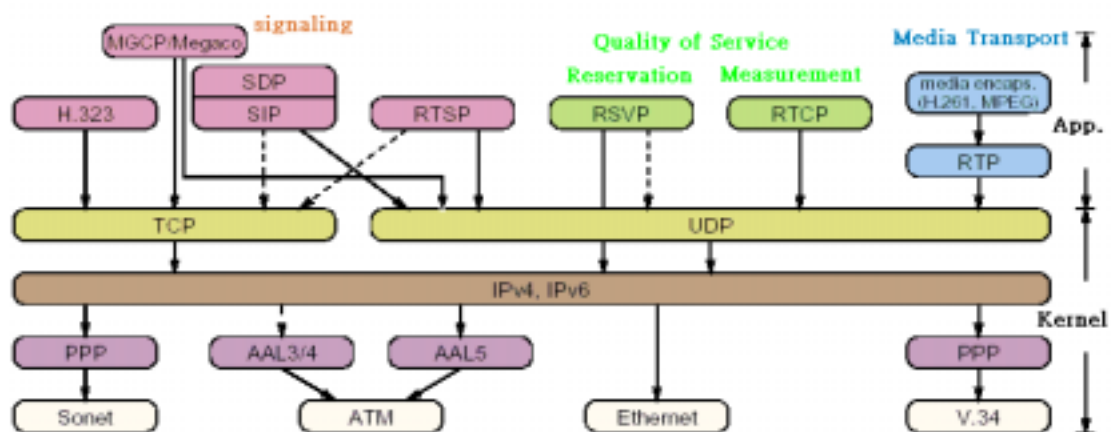 signaling
MGCP/Megaco
Quality of Service
Media Transport
Reservation
Measurement
SDP
media encaps.
(H.261, MPEG)
H.323
SIP
RTSP
RSVP
RTCP
App.
RTP
TCP
UDP
IPv4, IPv6
Kernel
PPP
AAL3/4
AAL5
PPP
Sonet
ATM
Ethernet
V.34